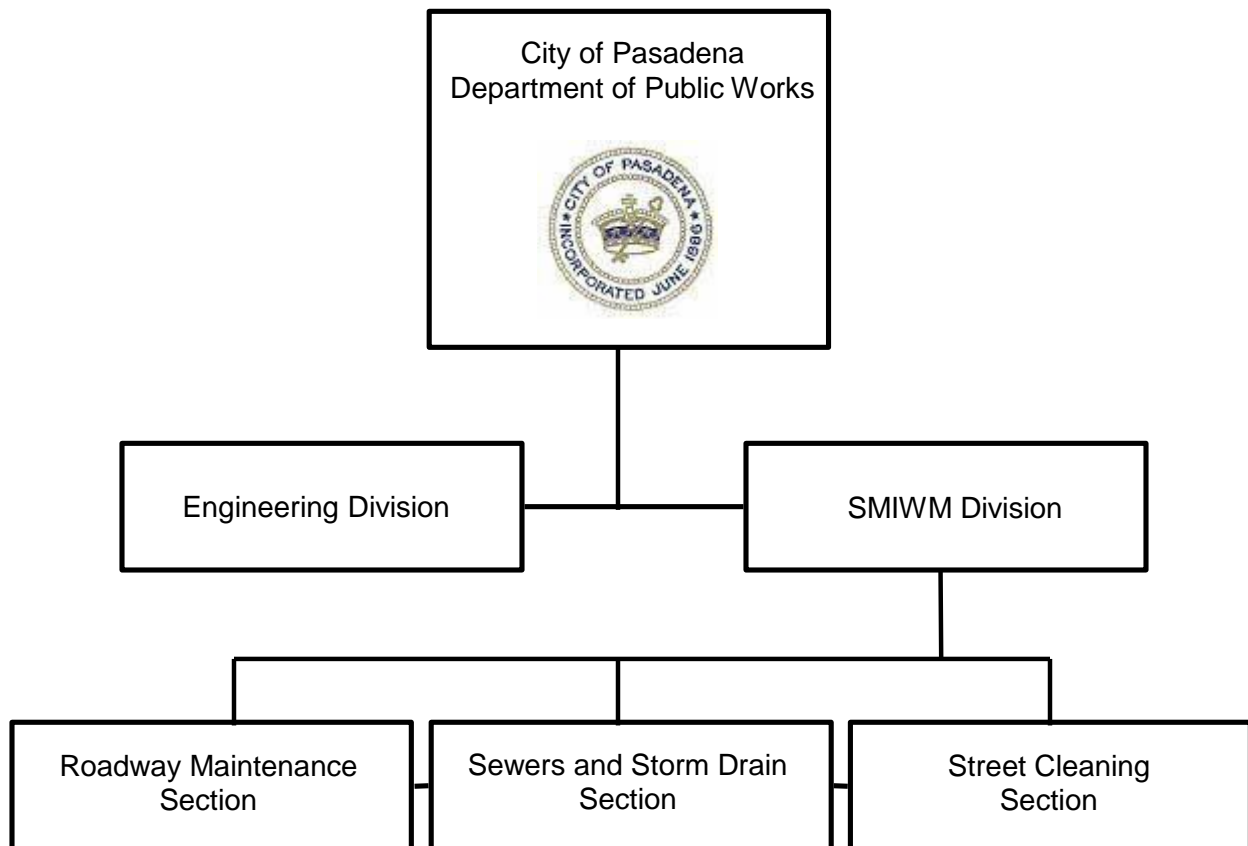 City of Pasadena
Department of Public Works
CITY OF PASADENA
INCORPORATED JUNE 1886
Engineering Division
SMIWM Division
Roadway Maintenance
Section
Sewers and Storm Drain
Section
Street Cleaning
Section